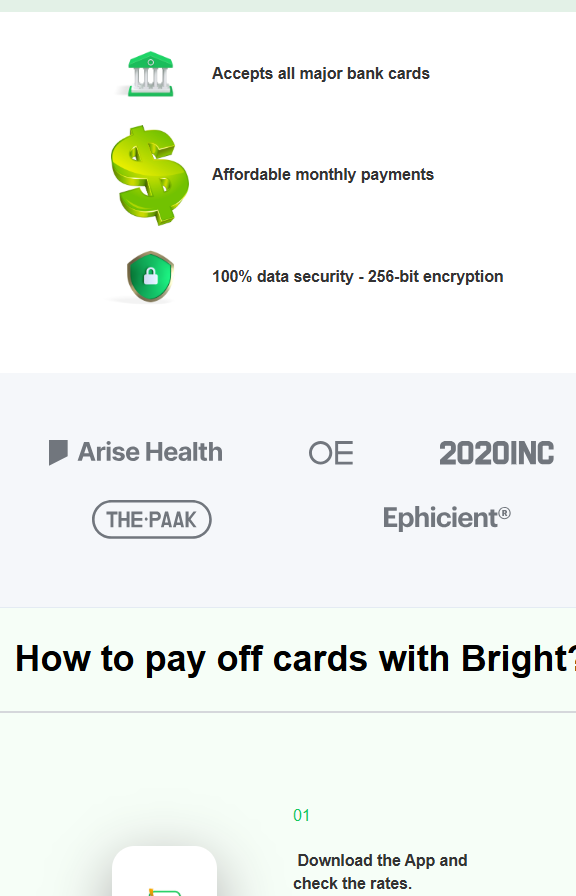 Accepts all major bank cards
Affordable monthly payments
100% data security - 256-bit encryption
Arise Health
OE
2020INC
THE·PAAK
Ephicient®
How to pay off cards with Bright?
01
Download the App and
check the rates.